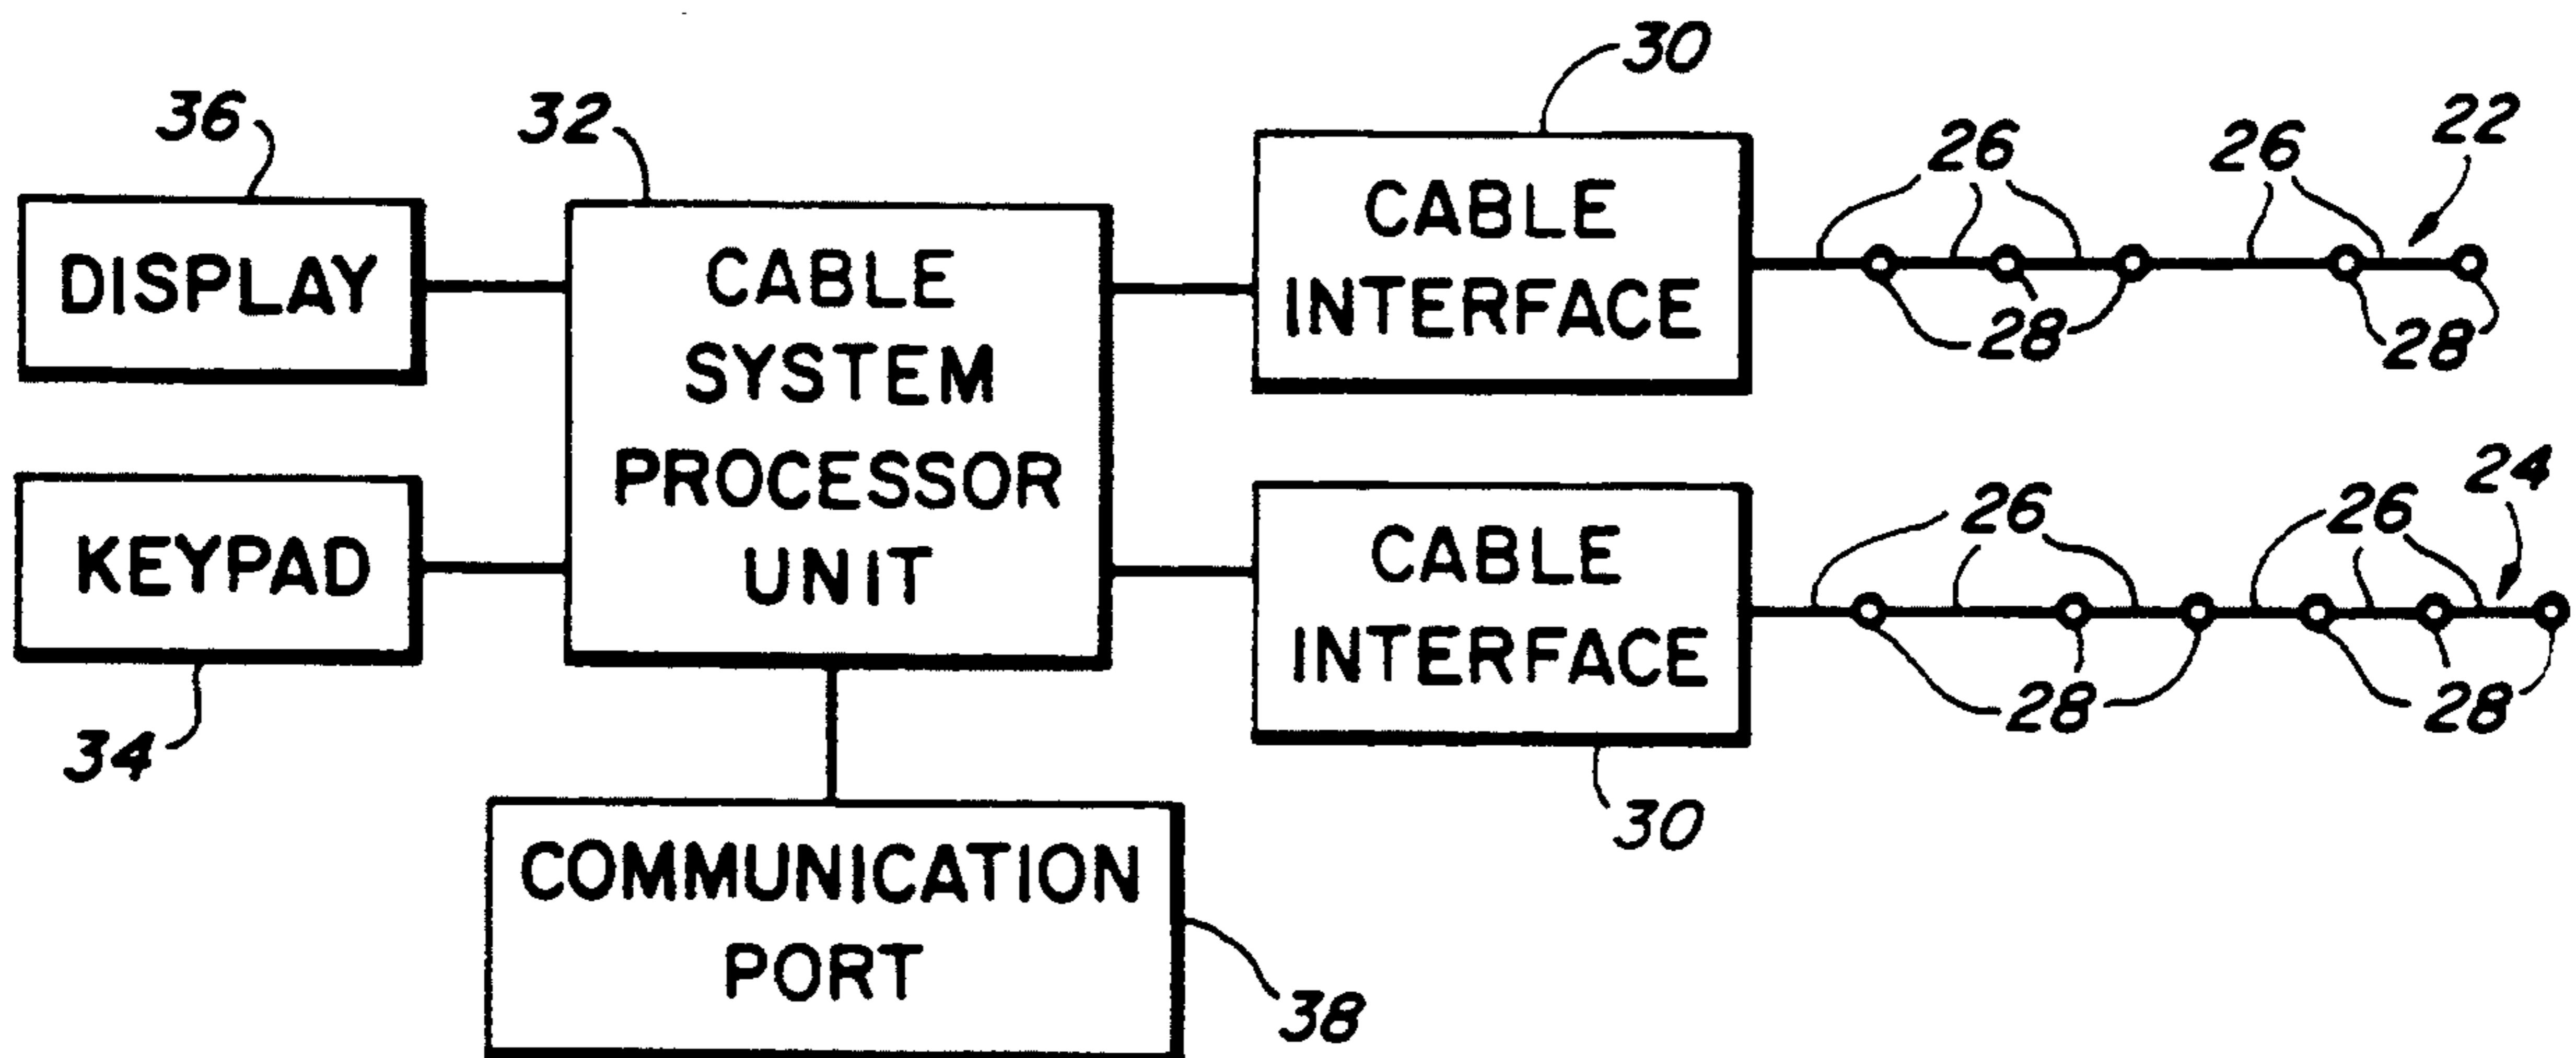 30
36
32
26
26
22
DISPLAY
CABLE
SYSTEM
PROCESSOR
UNIT
CABLE
INTERFACE
28
28
KEYPAD
34
CABLE
INTERFACE
26
26
24
28
28
30
COMMUNICATION
PORT
38